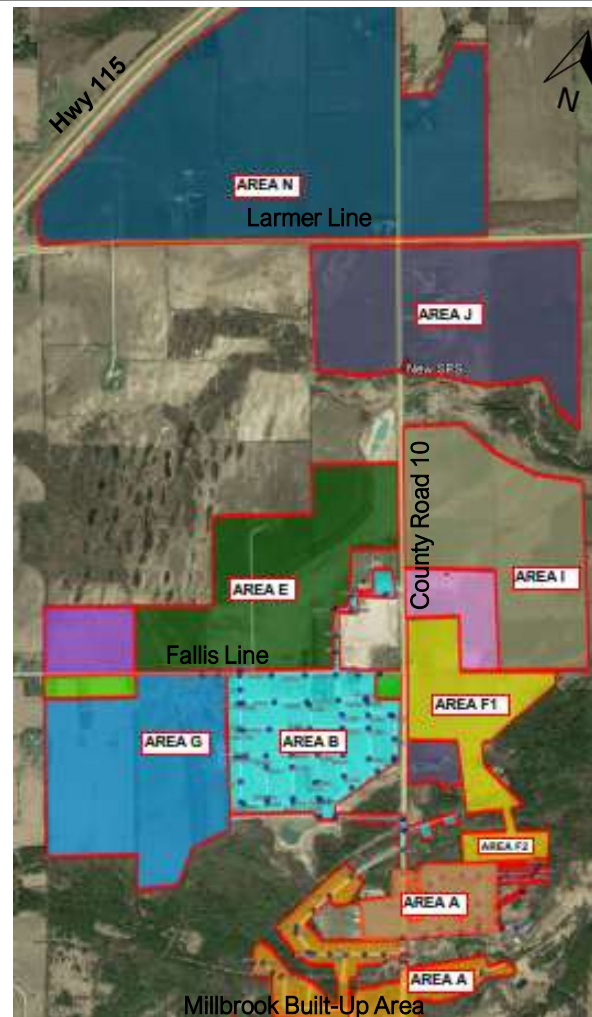 Hwy 115
N
AREA N
Larmer Line
AREA J
New SPS
County Road 10
AREA I
AREA E
Fallis Line
AREA F1
AREA G
AREA B
AREA F2
AREA A
AREA A
Millbrook Built-Up Area